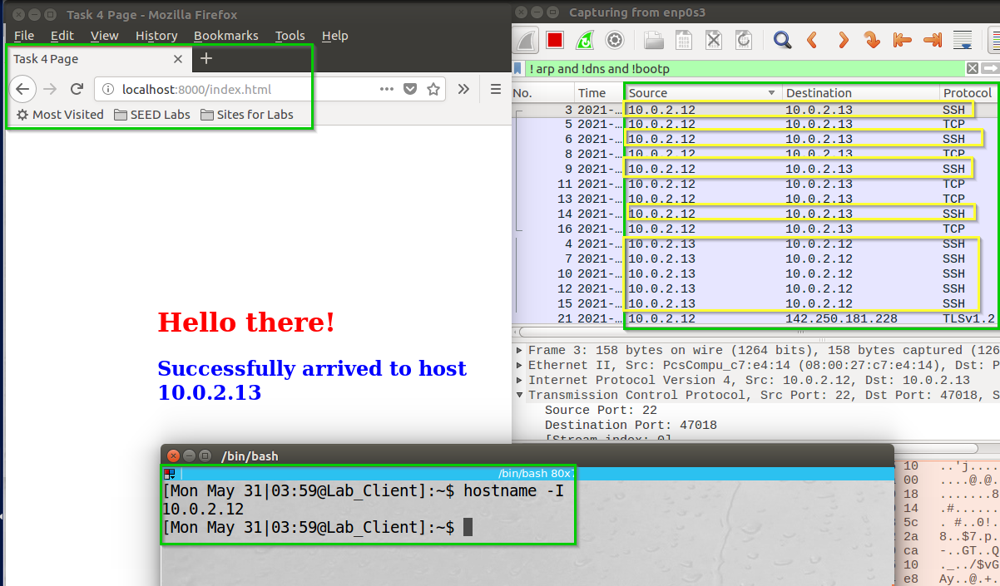 Task 4 Page - Mozilla Firefox
File Edit View History Bookmarks Tools Help
Task 4 Page
localhost:8000/index.html
Most Visited SEED Labs Sites for Labs
Hello there!
Successfully arrived to host
10.0.2.13
Capturing from enp0s3
! arp and !dns and !bootp
No. Time Source Destination Protocol
3 2021-… 10.0.2.12 10.0.2.13 SSH
5 2021-… 10.0.2.12 10.0.2.13 TCP
6 2021-… 10.0.2.12 10.0.2.13 SSH
8 2021-… 10.0.2.12 10.0.2.13 TCP
9 2021-… 10.0.2.12 10.0.2.13 SSH
11 2021-… 10.0.2.12 10.0.2.13 TCP
13 2021-… 10.0.2.12 10.0.2.13 TCP
14 2021-… 10.0.2.12 10.0.2.13 SSH
16 2021-… 10.0.2.12 10.0.2.13 TCP
4 2021-… 10.0.2.13 10.0.2.12 SSH
7 2021-… 10.0.2.13 10.0.2.12 SSH
10 2021-… 10.0.2.13 10.0.2.12 SSH
12 2021-… 10.0.2.13 10.0.2.12 SSH
15 2021-… 10.0.2.13 10.0.2.12 SSH
21 2021-… 10.0.2.12 142.250.181.228 TLSv1.2
Frame 3: 158 bytes on wire (1264 bits), 158 bytes captured (126
Ethernet II, Src: PcsCompu_c7:e4:14 (08:00:27:c7:e4:14), Dst: P
Internet Protocol Version 4, Src: 10.0.2.12, Dst: 10.0.2.13
Transmission Control Protocol, Src Port: 22, Dst Port: 47018, S
Source Port: 22
Destination Port: 47018
[Stream index: 0]
10 ..'j....
00 ....@.@.
18 .......8
14 .#......
5c . #..0!.
2a 8..$7.p.
ca -..GT..Q
10 ._../$vG
e8 Ay..@.+.
/bin/bash
/bin/bash 80x
[Mon May 31|03:59@Lab_Client]:~$ hostname -I
10.0.2.12
[Mon May 31|03:59@Lab_Client]:~$